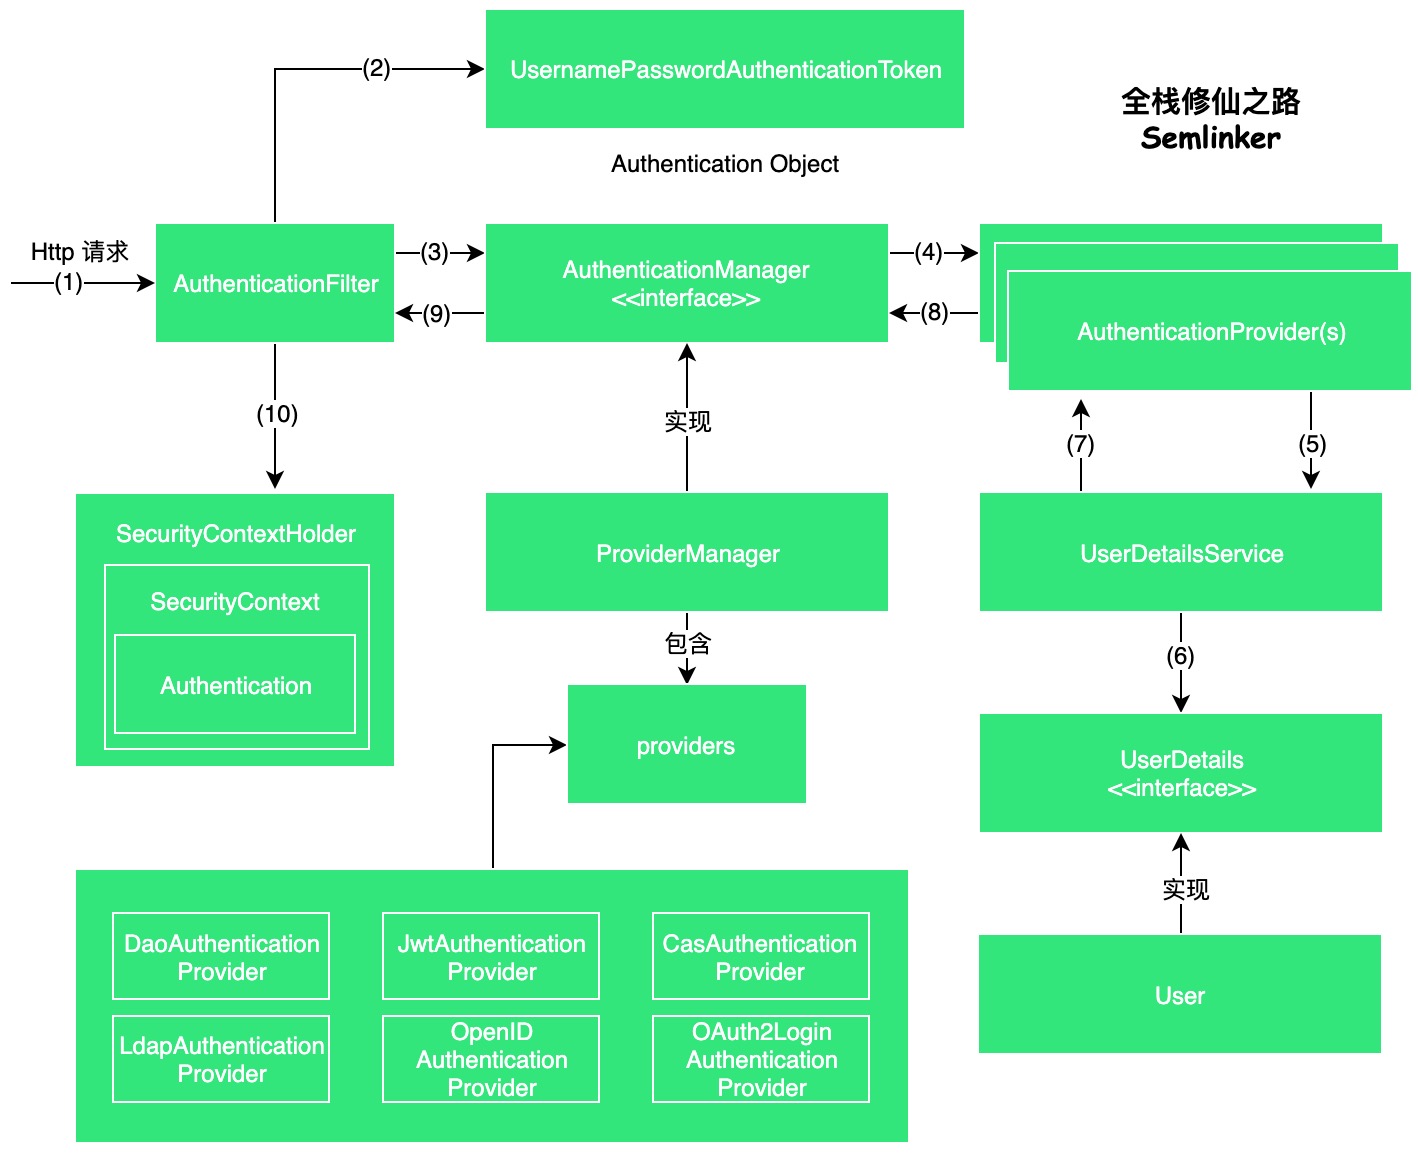 (2)
UsernamePasswordAuthenticationToken
全栈修仙之路
Semlinker
Authentication Object
Http 请求
(1)
AuthenticationFilter
(3)
(9)
AuthenticationManager
<<interface>>
(4)
(8)
AuthenticationProvider(s)
(10)
实现
(7)
(5)
SecurityContextHolder
SecurityContext
Authentication
ProviderManager
UserDetailsService
包含
(6)
providers
UserDetails
<<interface>>
实现
User
DaoAuthentication
Provider
JwtAuthentication
Provider
CasAuthentication
Provider
LdapAuthentication
Provider
OpenID
Authentication
Provider
OAuth2Login
Authentication
Provider